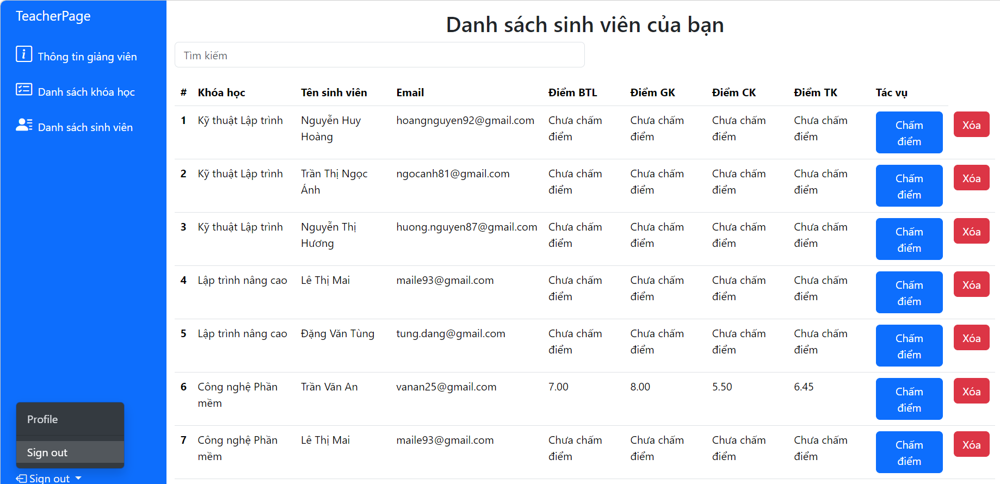 TeacherPage
Thông tin giảng viên
Danh sách khóa học
Danh sách sinh viên
Profile
Sign out
Sign out
Danh sách sinh viên của bạn
Tìm kiếm
# Khóa học Tên sinh viên Email Điểm BTL Điểm GK Điểm CK Điểm TK Tác vụ
1 Kỹ thuật Lập trình Nguyễn Huy hoangnguyen92@gmail.com Chưa chấm Chưa chấm Chưa chấm Chưa chấm Chấm Xóa
Hoàng điểm điểm điểm điểm điểm
2 Kỹ thuật Lập trình Trần Thị Ngọc ngocanh81@gmail.com Chưa chấm Chưa chấm Chưa chấm Chưa chấm Chấm Xóa
Ánh điểm điểm điểm điểm điểm
3 Kỹ thuật Lập trình Nguyễn Thị huong.nguyen87@gmail.com Chưa chấm Chưa chấm Chưa chấm Chưa chấm Chấm Xóa
Hương điểm điểm điểm điểm điểm
4 Lập trình nâng cao Lê Thị Mai maile93@gmail.com Chưa chấm Chưa chấm Chưa chấm Chưa chấm Chấm Xóa
điểm điểm điểm điểm điểm
5 Lập trình nâng cao Đặng Văn Tùng tung.dang@gmail.com Chưa chấm Chưa chấm Chưa chấm Chưa chấm Chấm Xóa
điểm điểm điểm điểm điểm
6 Công nghệ Phần Trần Văn An vanan25@gmail.com 7.00 8.00 5.50 6.45 Chấm Xóa
mềm điểm
7 Công nghệ Phần Lê Thị Mai maile93@gmail.com Chưa chấm Chưa chấm Chưa chấm Chưa chấm Chấm Xóa
mềm điểm điểm điểm điểm điểm